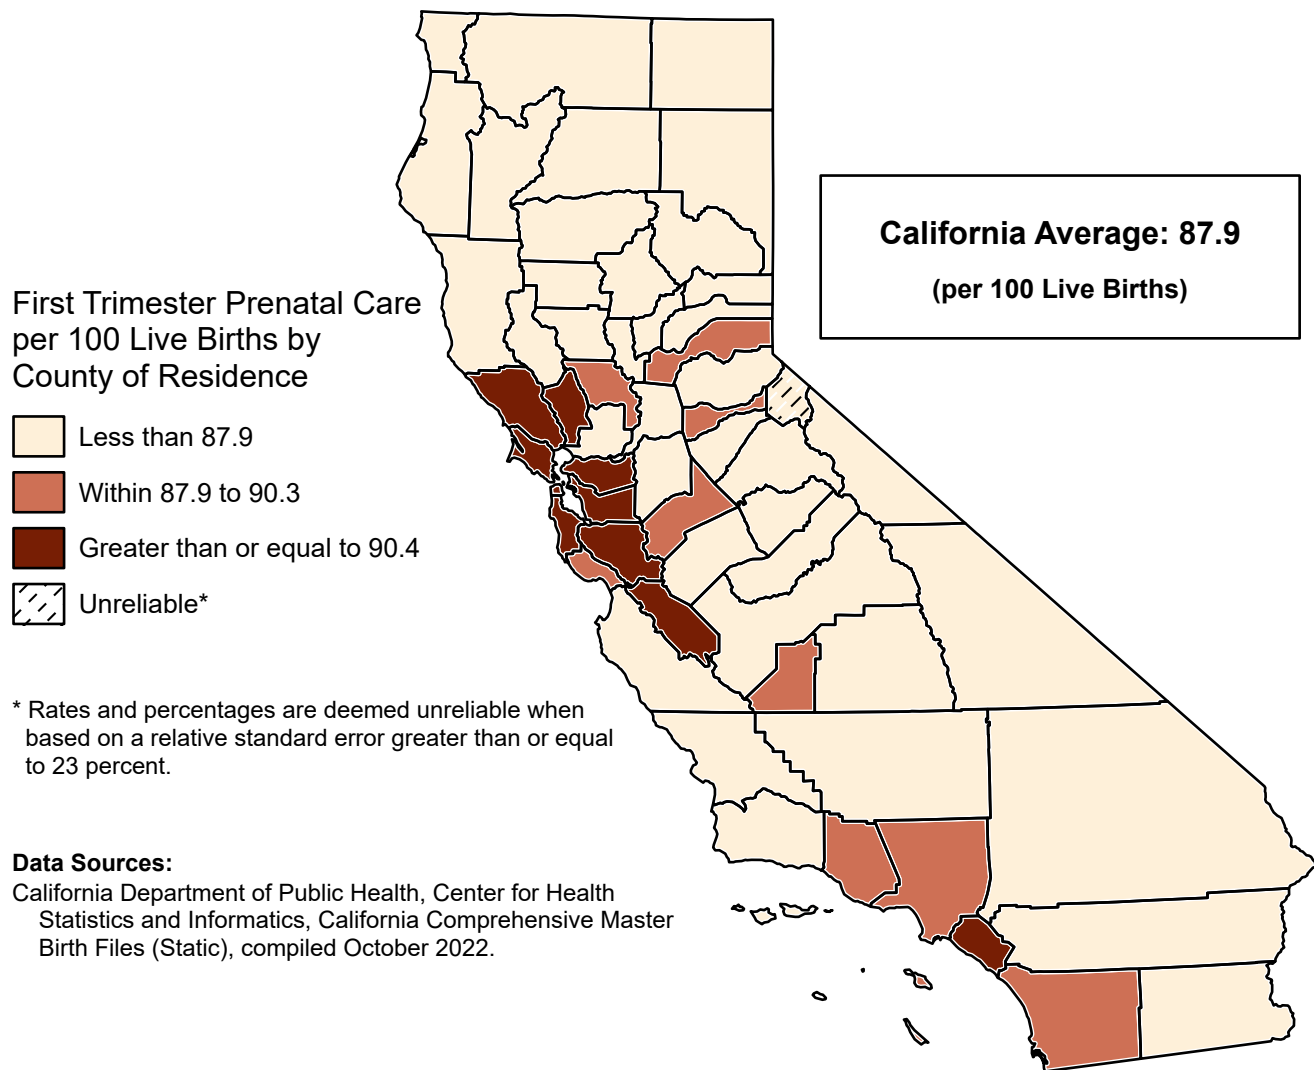 California Average: 87.9
(per 100 Live Births)
First Trimester Prenatal Care
per 100 Live Births by
County of Residence
Less than 87.9
Within 87.9 to 90.3
Greater than or equal to 90.4
Unreliable*
* Rates and percentages are deemed unreliable when
based on a relative standard error greater than or equal
to 23 percent.
Data Sources:
California Department of Public Health, Center for Health
Statistics and Informatics, California Comprehensive Master
Birth Files (Static), compiled October 2022.